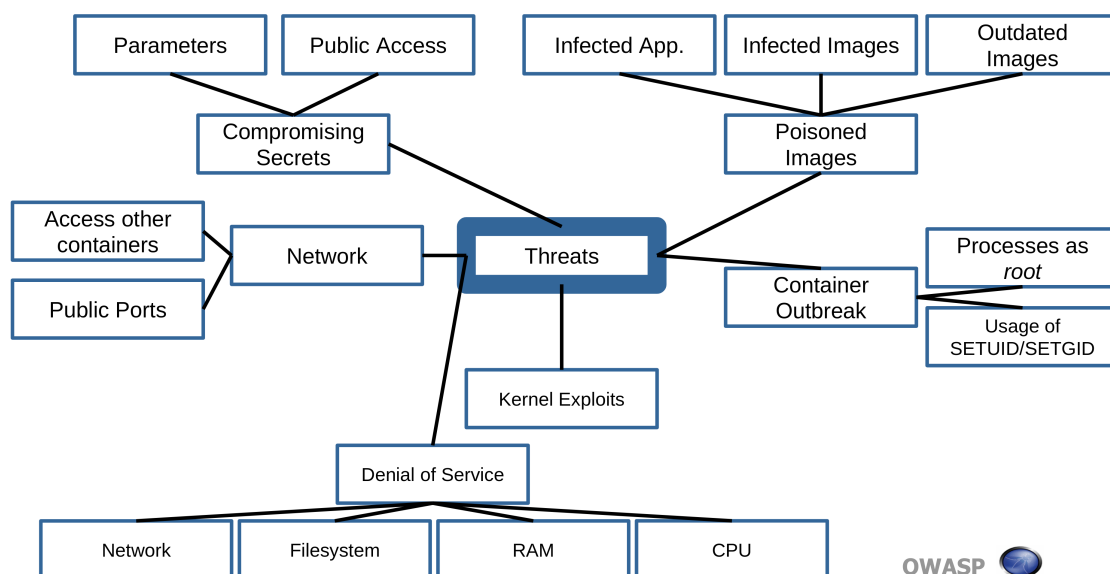 Parameters
Public Access
Infected App.
Infected Images
Outdated
Images
Compromising
Secrets
Poisoned
Images
Access other
containers
Network
Threats
Processes as
root
Container
Outbreak
Public Ports
Usage of
SETUID/SETGID
Kernel Exploits
Denial of Service
Network
Filesystem
RAM
CPU
OWASP